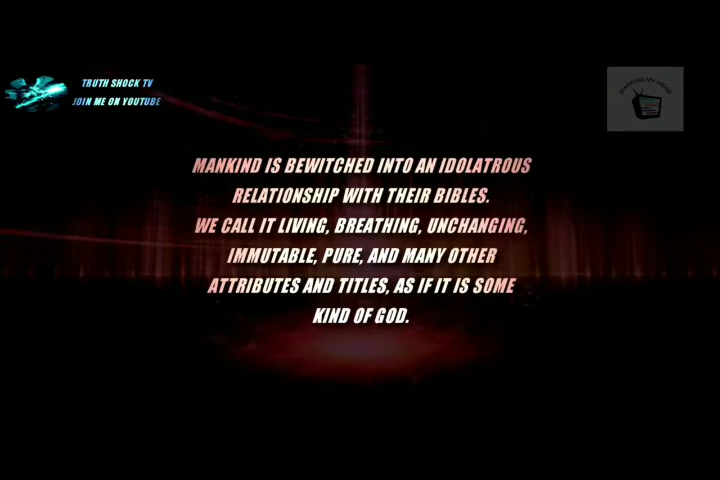 TRUTH SHOCK TV
JOIN ME ON YOUTUBE
MANKIND IS BEWITCHED INTO AN IDOLATROUS
RELATIONSHIP WITH THEIR BIBLES.
WE CALL IT LIVING, BREATHING, UNCHANGING,
IMMUTABLE, PURE, AND MANY OTHER
ATTRIBUTES AND TITLES, AS IF IT IS SOME
KIND OF GOD.